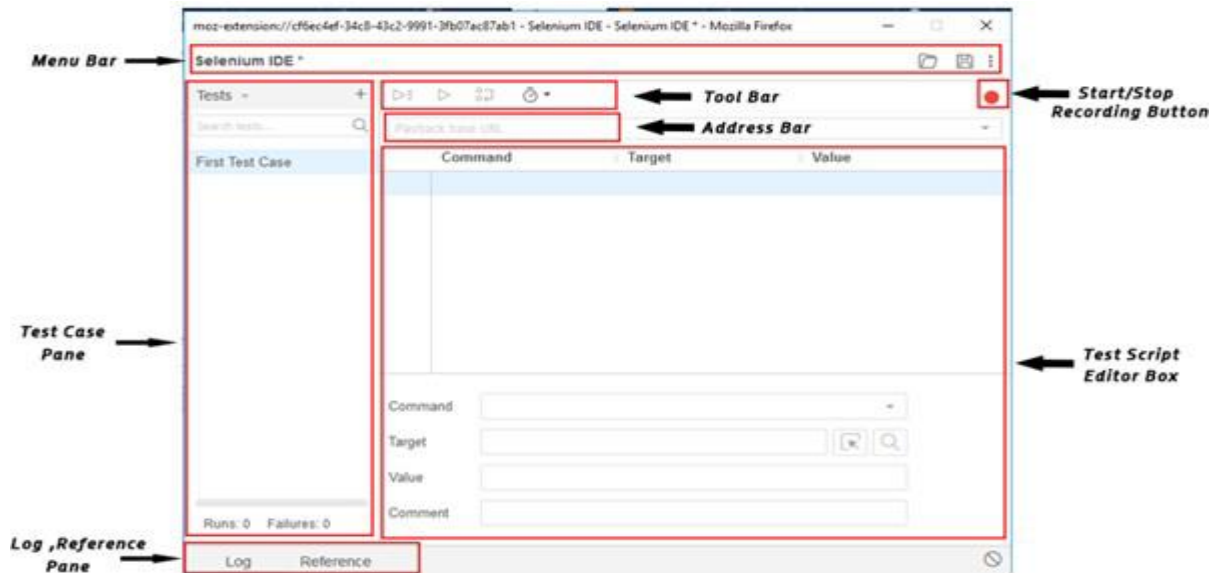 moz-extension://cf6ec4ef-34c8-43c2-9991-3fb07ac87ab1 - Selenium IDE - Selenium IDE * - Mozilla Firefox
Menu Bar
Selenium IDE *
Tests
Tool Bar
Start/Stop
Recording Button
Search tests...
Playback base URL
Address Bar
First Test Case
Command Target Value
Test Case
Pane
Test Script
Editor Box
Command
Target
Value
Comment
Runs: 0 Failures: 0
Log ,Reference
Pane
Log Reference